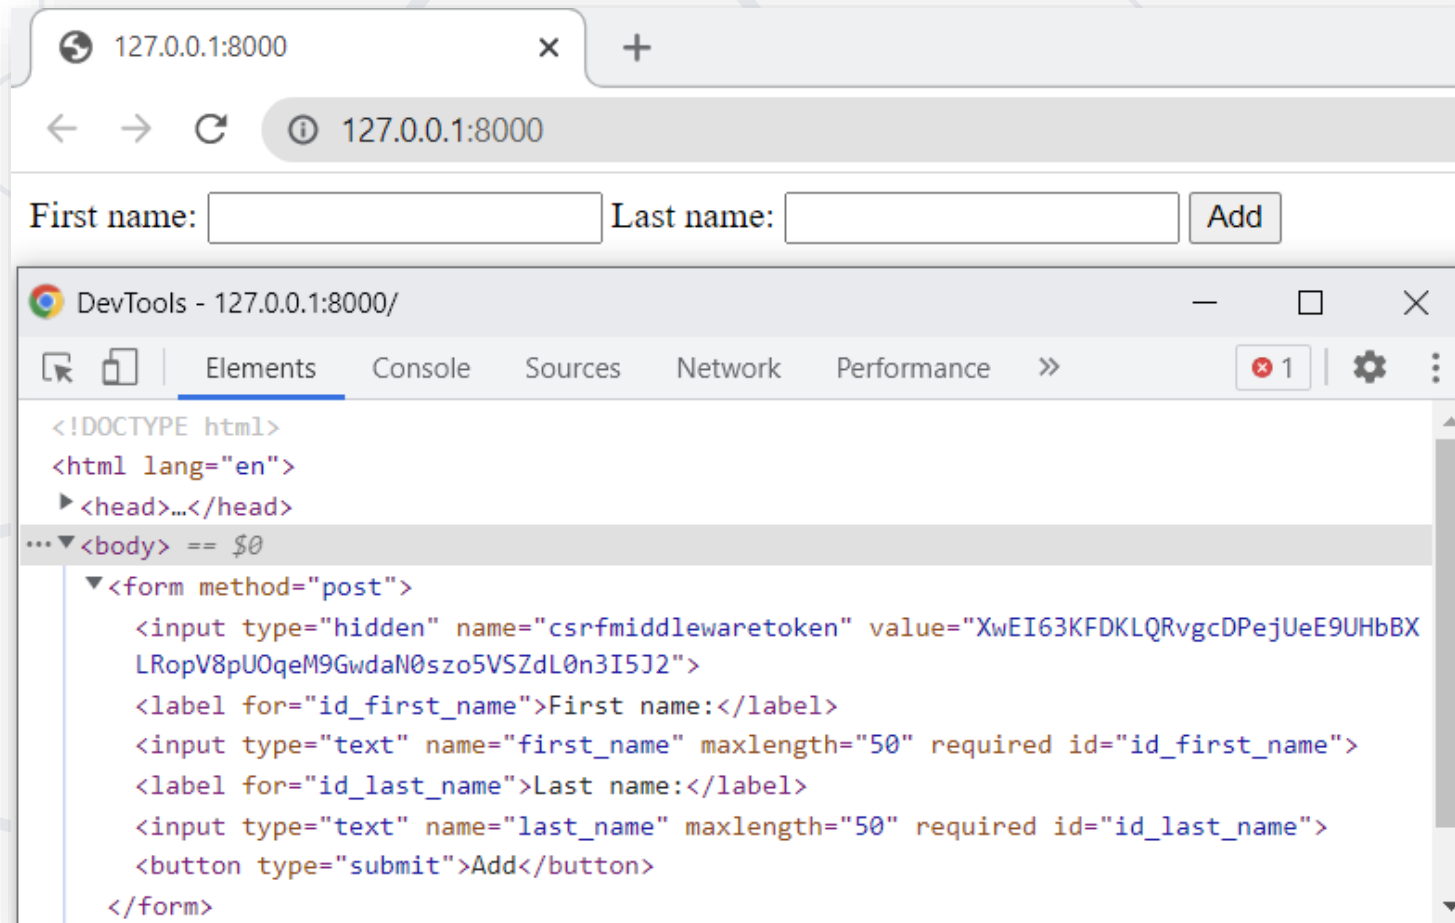 127.0.0.1:8000
127.0.0.1:8000
First name: Last name: Add
DevTools - 127.0.0.1:8000/
Elements Console Sources Network Performance » 1
<!DOCTYPE html>
<html lang="en">
<head>…</head>
<body> == $0
<form method="post">
<input type="hidden" name="csrfmiddlewaretoken" value="XwEI63KFDKLQRvgcDPejUeE9UHbBX
LRopV8pUOqeM9GwdaN0szo5VSZdL0n3I5J2">
<label for="id_first_name">First name:</label>
<input type="text" name="first_name" maxlength="50" required id="id_first_name">
<label for="id_last_name">Last name:</label>
<input type="text" name="last_name" maxlength="50" required id="id_last_name">
<button type="submit">Add</button>
</form>